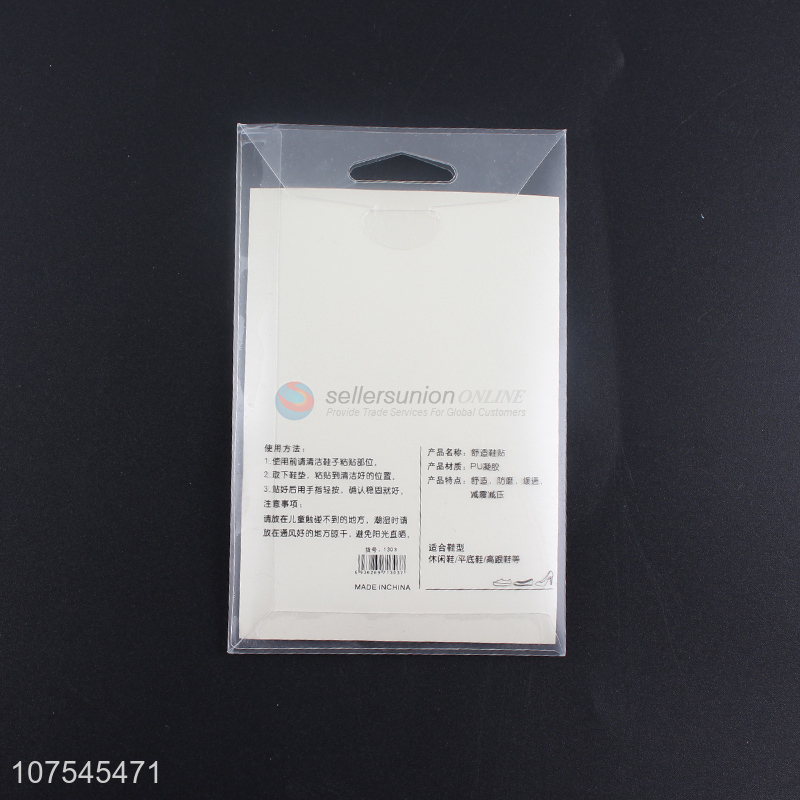 sellersunion ONLINE
Provide Trade Services For Global Customers
使用方法:
1.使用前请清洁鞋子粘贴部位。
2.取下鞋垫，粘贴到清洁好的位置。
3.贴好后用手指轻按，确认稳固就好。
注意事项:
请放在儿童触碰不到的地方，潮湿时请
放在通风好的地方晾干，避免阳光直晒。
货号: 1303
MADE IN CHINA
产品名称: 舒适鞋贴
产品材质: PU凝胶
产品特点: 舒适、防磨、缓进、
减震减压
适合鞋型
休闲鞋/平底鞋/高跟鞋等
107545471